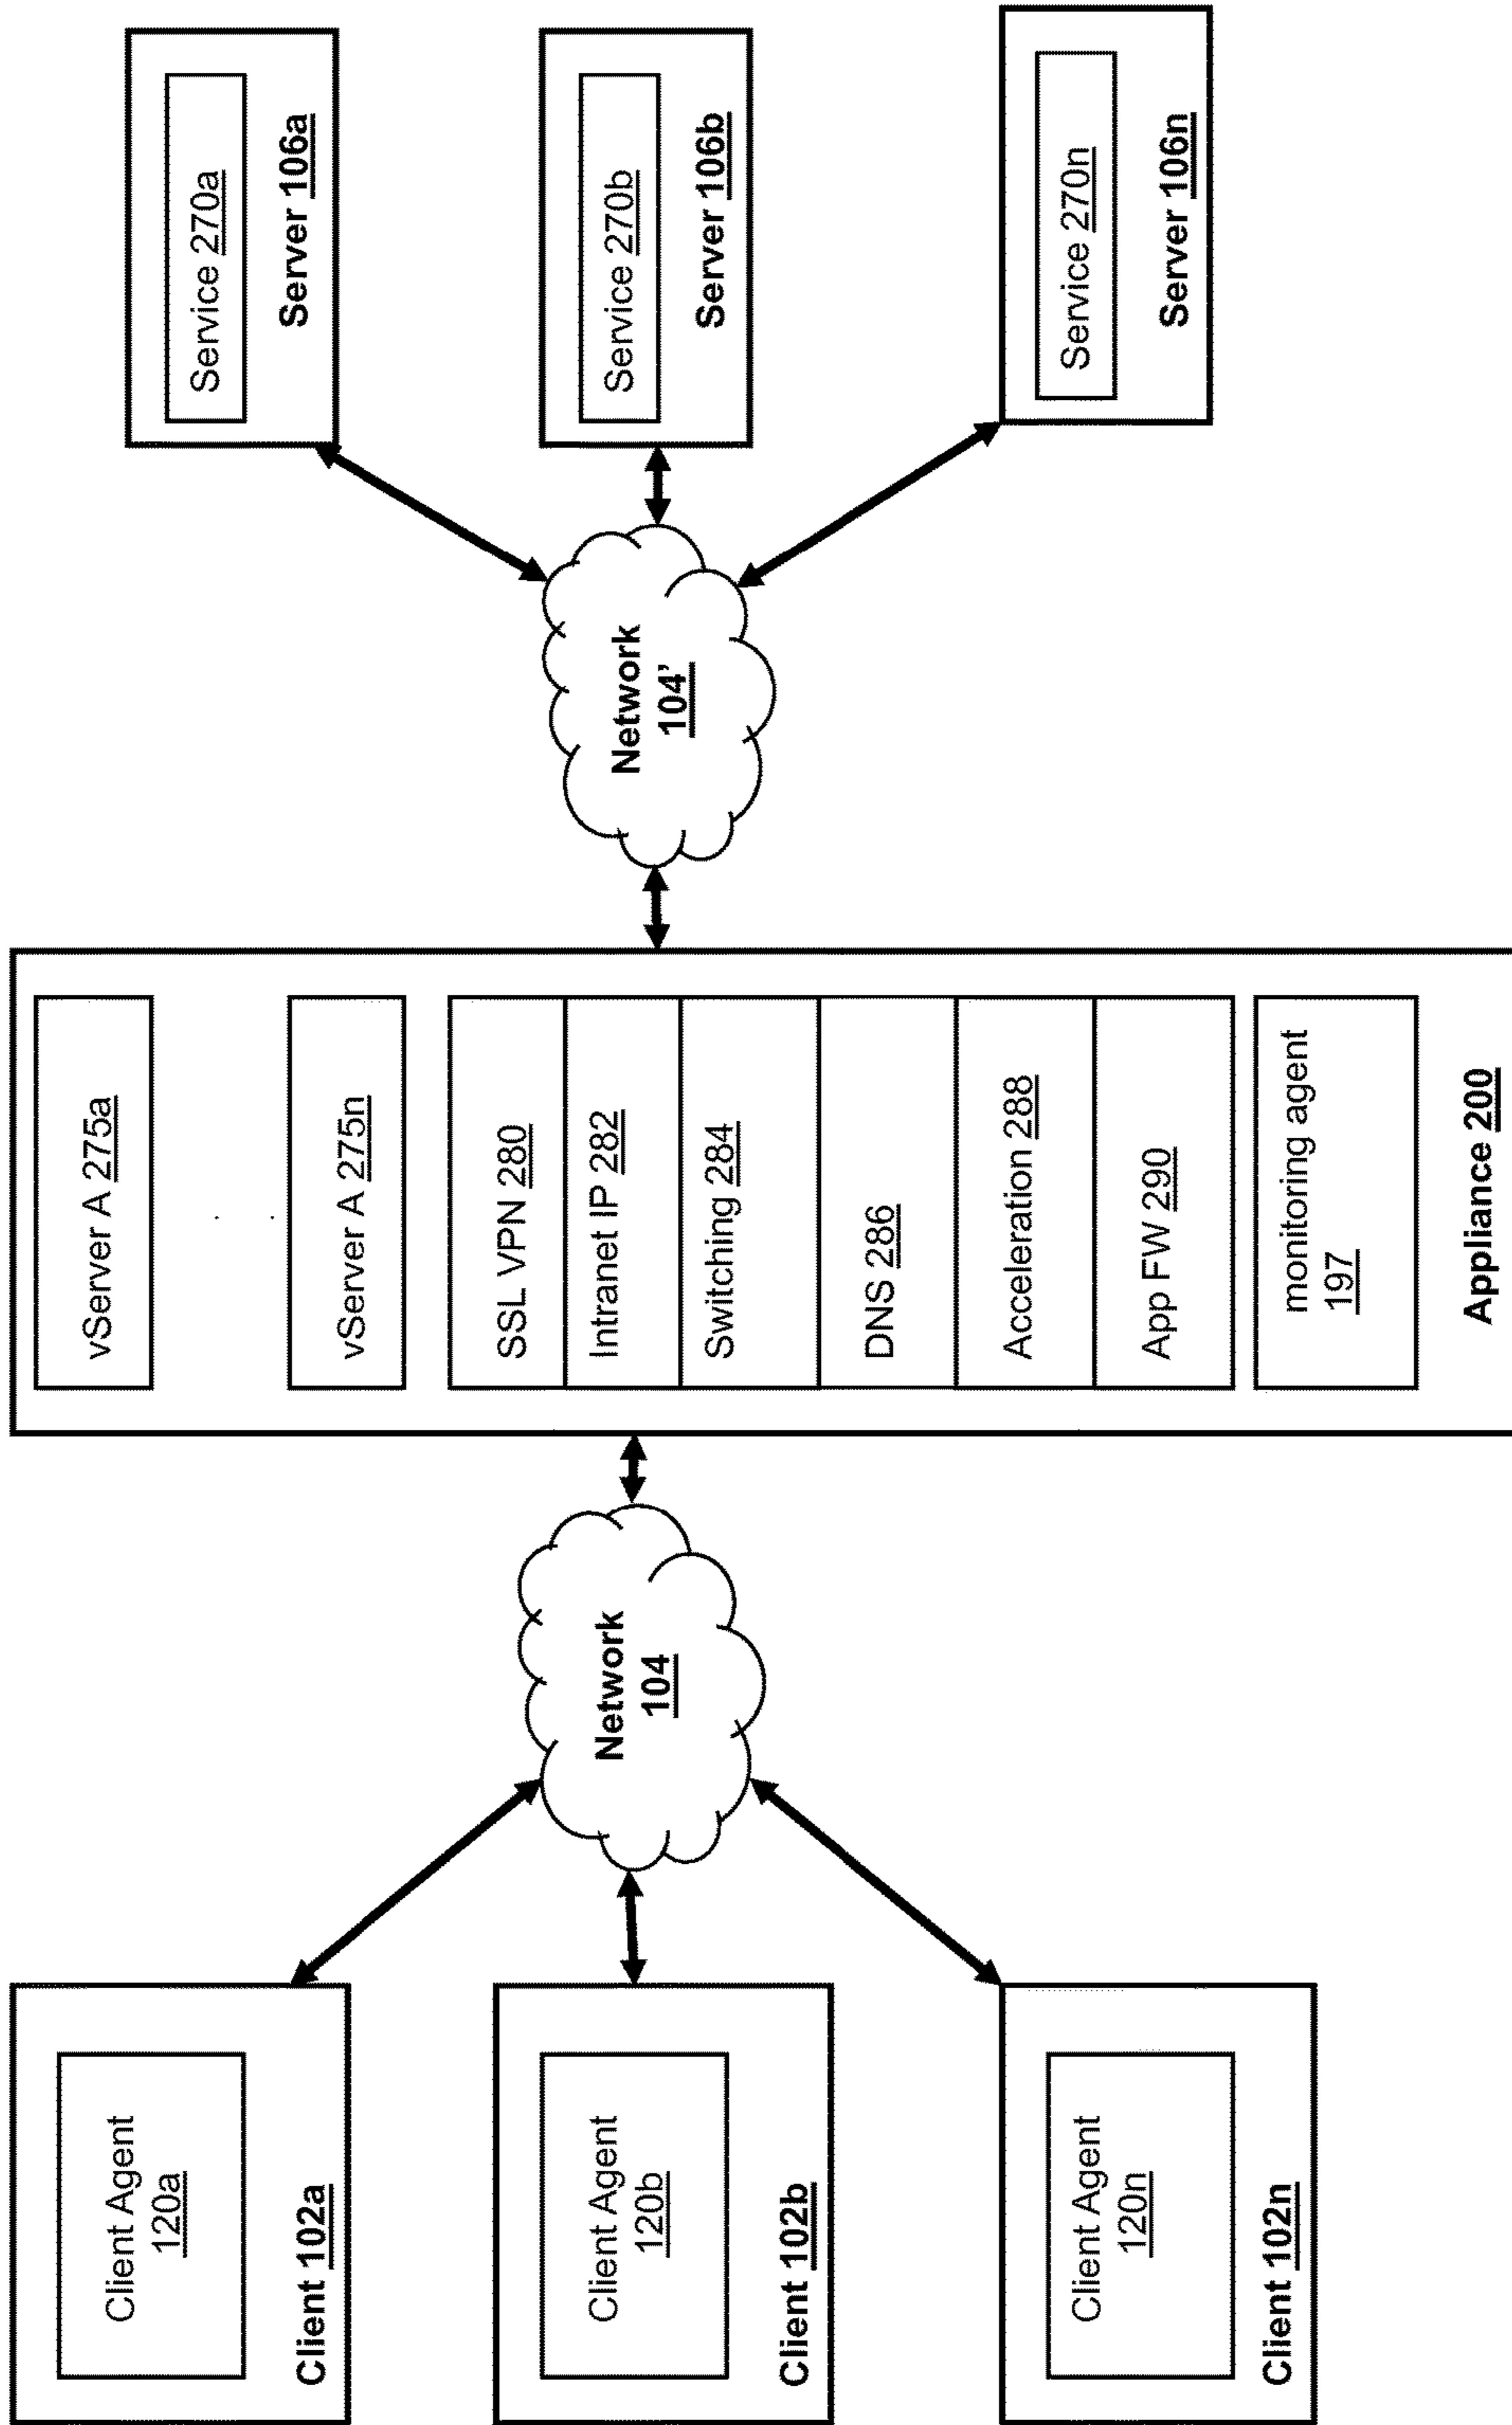 Client Agent
120a
Client 102a
Client Agent
120b
Client 102b
Client Agent
120n
Client 102n
Network
104
vServer A 275a
. .
vServer A 275n
SSL VPN 280
Intranet IP 282
Switching 284
DNS 286
Acceleration 288
App FW 290
monitoring agent
197
Appliance 200
Network
104’
Service 270a
Server 106a
Service 270b
Server 106b
Service 270n
Server 106n